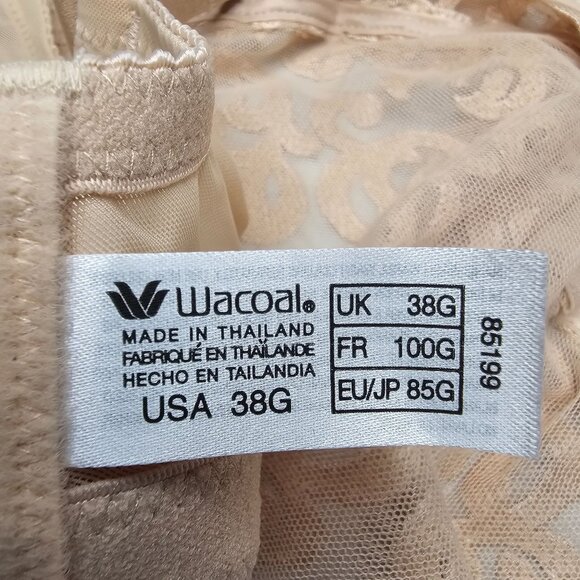 Wacoal®
MADE IN THAILAND
FABRIQUÉ EN THAÏLANDE
HECHO EN TAILANDIA
USA 38G
UK 38G
FR 100G
EU/JP 85G
85199